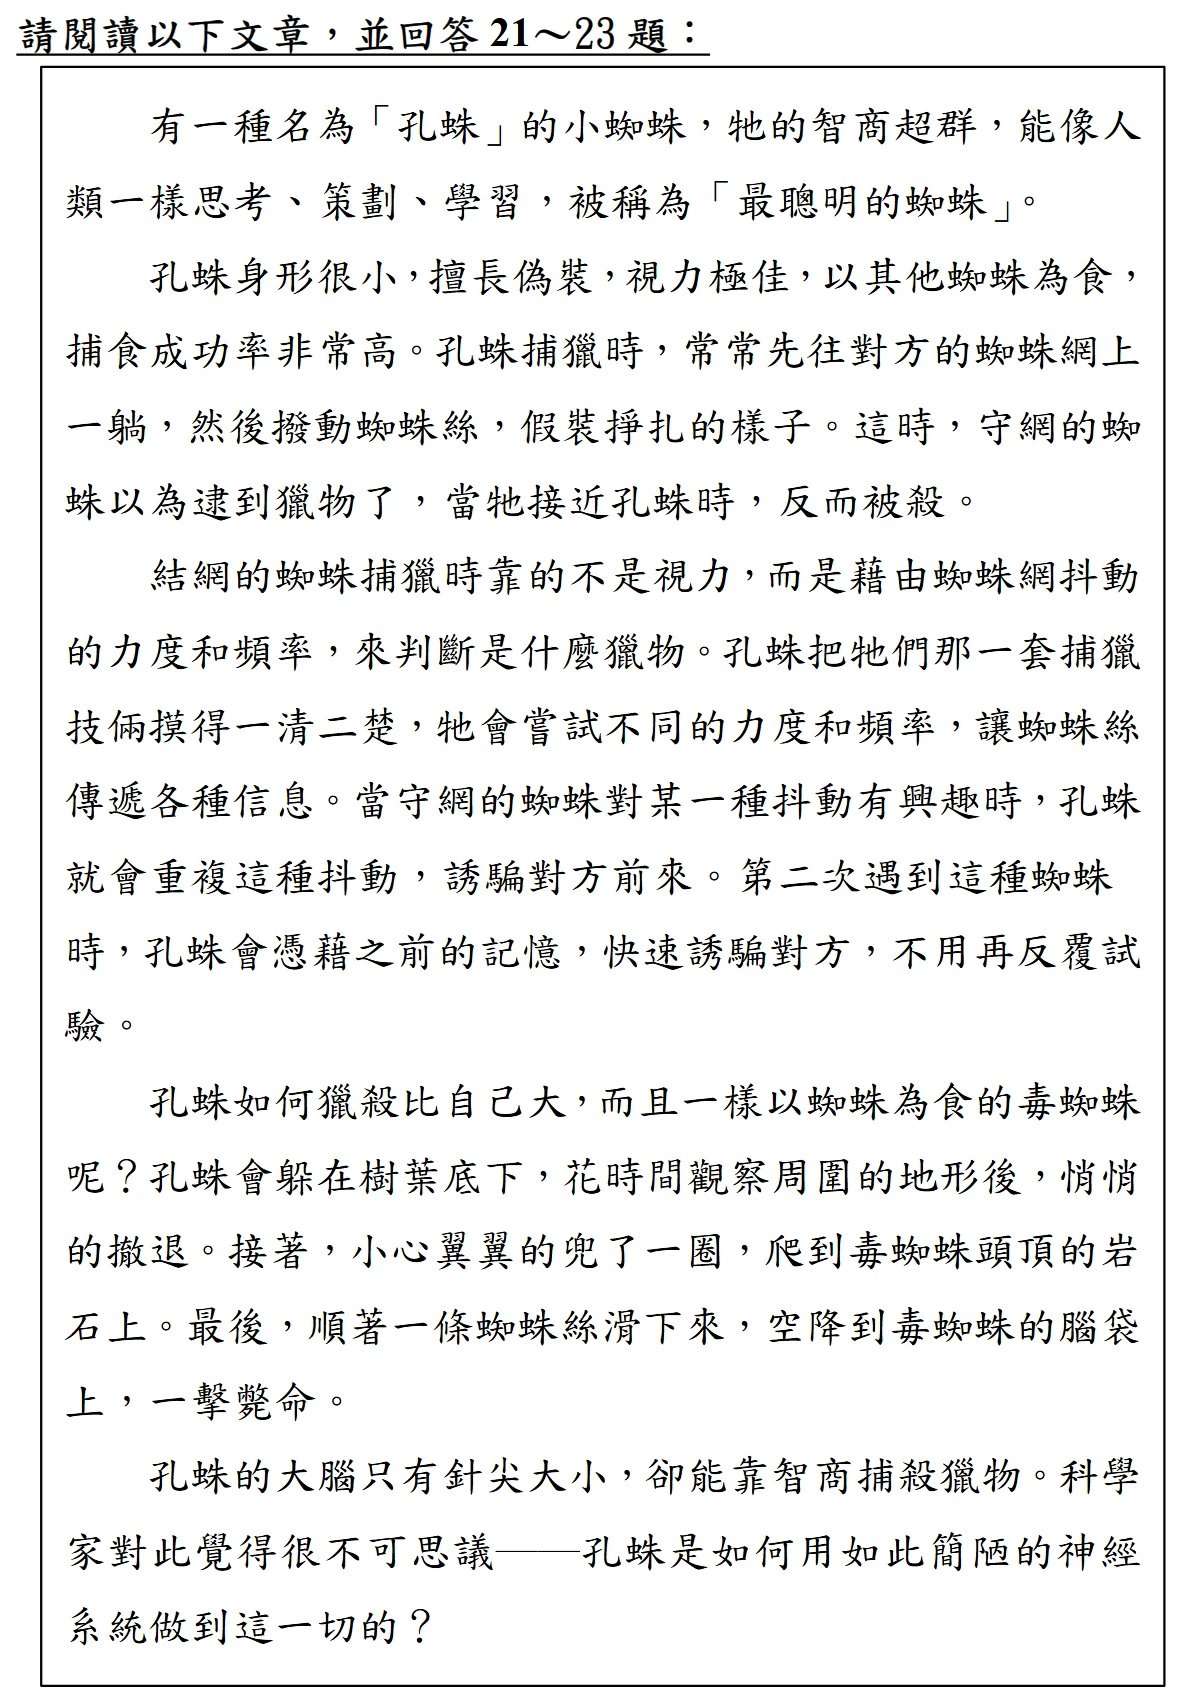 請閱讀以下文章，並回答 21～23 題：
有一種名為「孔蛛」的小蜘蛛，牠的智商超群，能像人
類一樣思考、策劃、學習，被稱為「最聰明的蜘蛛」。
孔蛛身形很小，擅長偽裝，視力極佳，以其他蜘蛛為食，
捕食成功率非常高。孔蛛捕獵時，常常先往對方的蜘蛛網上
一躺，然後撥動蜘蛛絲，假裝掙扎的樣子。這時，守網的蜘
蛛以為逮到獵物了，當牠接近孔蛛時，反而被殺。
結網的蜘蛛捕獵時靠的不是視力，而是藉由蜘蛛網抖動
的力度和頻率，來判斷是什麼獵物。孔蛛把牠們那一套捕獵
技倆摸得一清二楚，牠會嘗試不同的力度和頻率，讓蜘蛛絲
傳遞各種信息。當守網的蜘蛛對某一種抖動有興趣時，孔蛛
就會重複這種抖動，誘騙對方前來。第二次遇到這種蜘蛛
時，孔蛛會憑藉之前的記憶，快速誘騙對方，不用再反覆試
驗。
孔蛛如何獵殺比自己大，而且一樣以蜘蛛為食的毒蜘蛛
呢？孔蛛會躲在樹葉底下，花時間觀察周圍的地形後，悄悄
的撤退。接著，小心翼翼的兜了一圈，爬到毒蜘蛛頭頂的岩
石上。最後，順著一條蜘蛛絲滑下來，空降到毒蜘蛛的腦袋
上，一擊斃命。
孔蛛的大腦只有針尖大小，卻能靠智商捕殺獵物。科學
家對此覺得很不可思議——孔蛛是如何用如此簡陋的神經
系統做到這一切的？